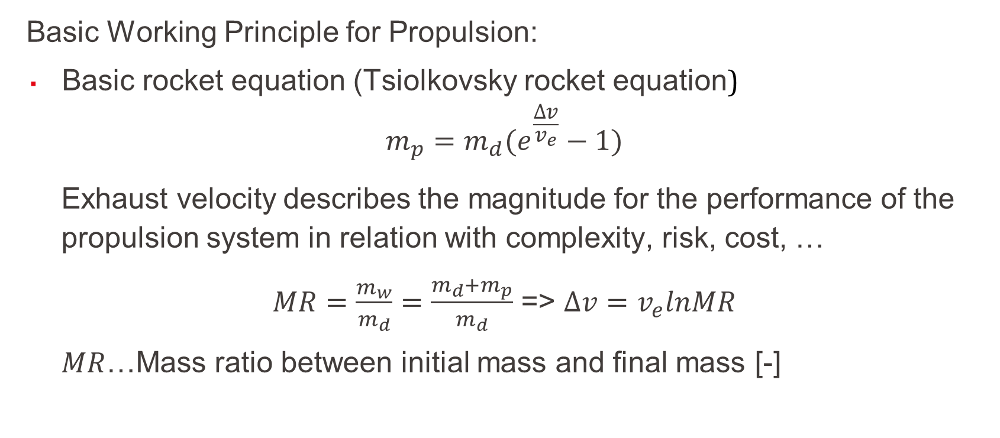 Basic Working Principle for Propulsion:
▪ Basic rocket equation (Tsiolkovsky rocket equation)
$m_p = m_d(e^{\frac{\Delta v}{v_e}} - 1)$
Exhaust velocity describes the magnitude for the performance of the
propulsion system in relation with complexity, risk, cost, …
$MR = \frac{m_w}{m_d} = \frac{m_d + m_p}{m_d}$ => $\Delta v = v_e lnMR$
$MR$…Mass ratio between initial mass and final mass [-]